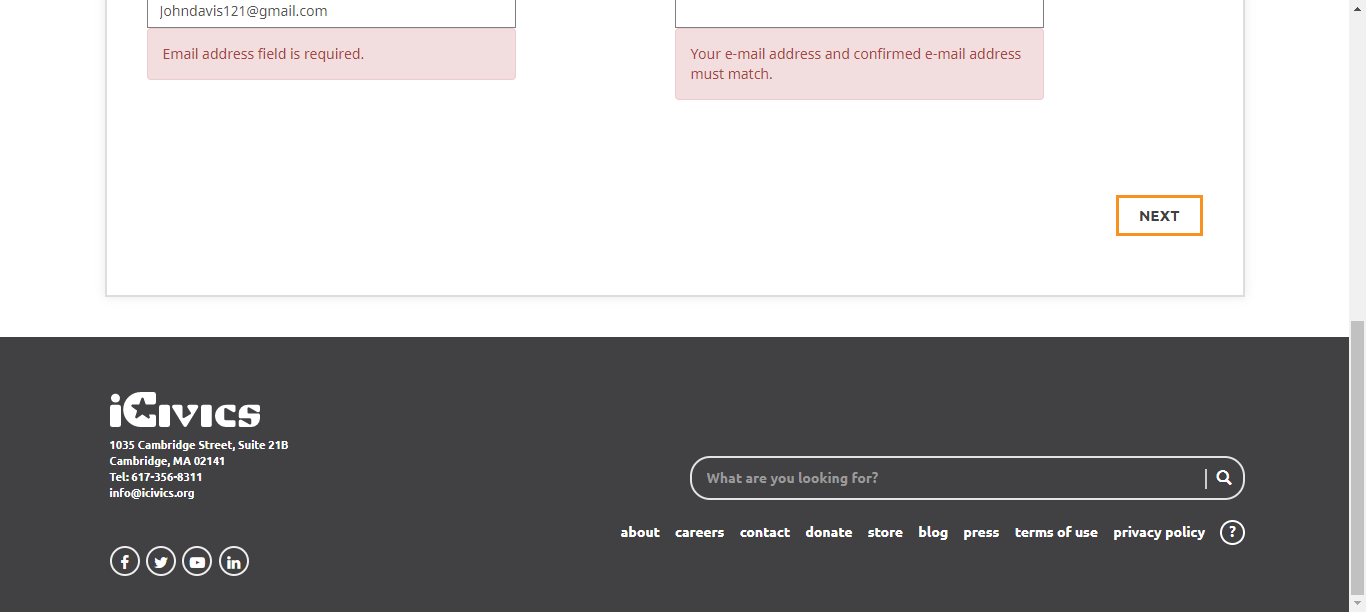 Johndavis121@gmail.com
Email address field is required.
Your e-mail address and confirmed e-mail address
must match.
NEXT
iCivics
1035 Cambridge Street, Suite 21B
Cambridge, MA 02141
Tel: 617-356-8311
info@icivics.org
What are you looking for?
about careers contact donate store blog press terms of use privacy policy ?